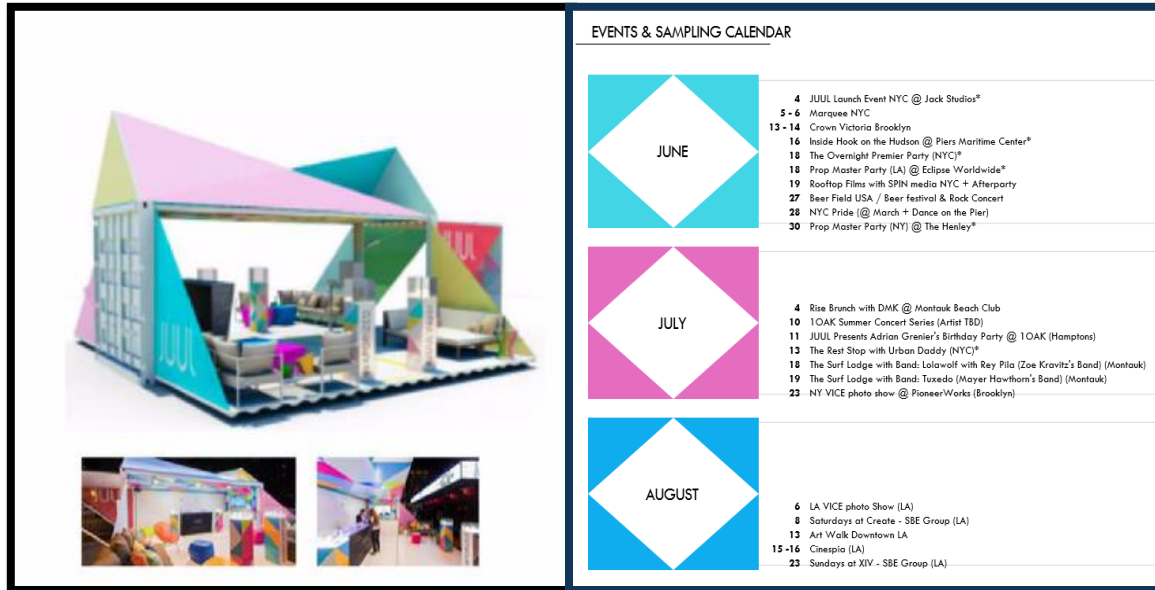 JUUL
JUUL
EVENTS & SAMPLING CALENDAR
JUNE
4 JUUL Launch Event NYC @ Jack Studios*
5 - 6 Marquee NYC
13 - 14 Crown Victoria Brooklyn
16 Inside Hook on the Hudson @ Piers Maritime Center*
18 The Overnight Premier Party (NYC)*
18 Prop Master Party (LA) @ Eclipse Worldwide*
19 Rooftop Films with SPIN media NYC + Afterparty
27 Beer Field USA / Beer festival & Rock Concert
28 NYC Pride (@ March + Dance on the Pier)
30 Prop Master Party (NY) @ The Henley*
JULY
4 Rise Brunch with DMK @ Montauk Beach Club
10 1OAK Summer Concert Series (Artist TBD)
11 JUUL Presents Adrian Grenier's Birthday Party @ 1OAK (Hamptons)
13 The Rest Stop with Urban Daddy (NYC)*
18 The Surf Lodge with Band: Lolawolf with Rey Pila (Zoe Kravitz's Band) (Montauk)
19 The Surf Lodge with Band: Tuxedo (Mayer Hawthorn's Band) (Montauk)
23 NY VICE photo show @ PioneerWorks (Brooklyn)
AUGUST
6 LA VICE photo Show (LA)
8 Saturdays at Create - SBE Group (LA)
13 Art Walk Downtown LA
15 -16 Cinespia (LA)
23 Sundays at XIV - SBE Group (LA)